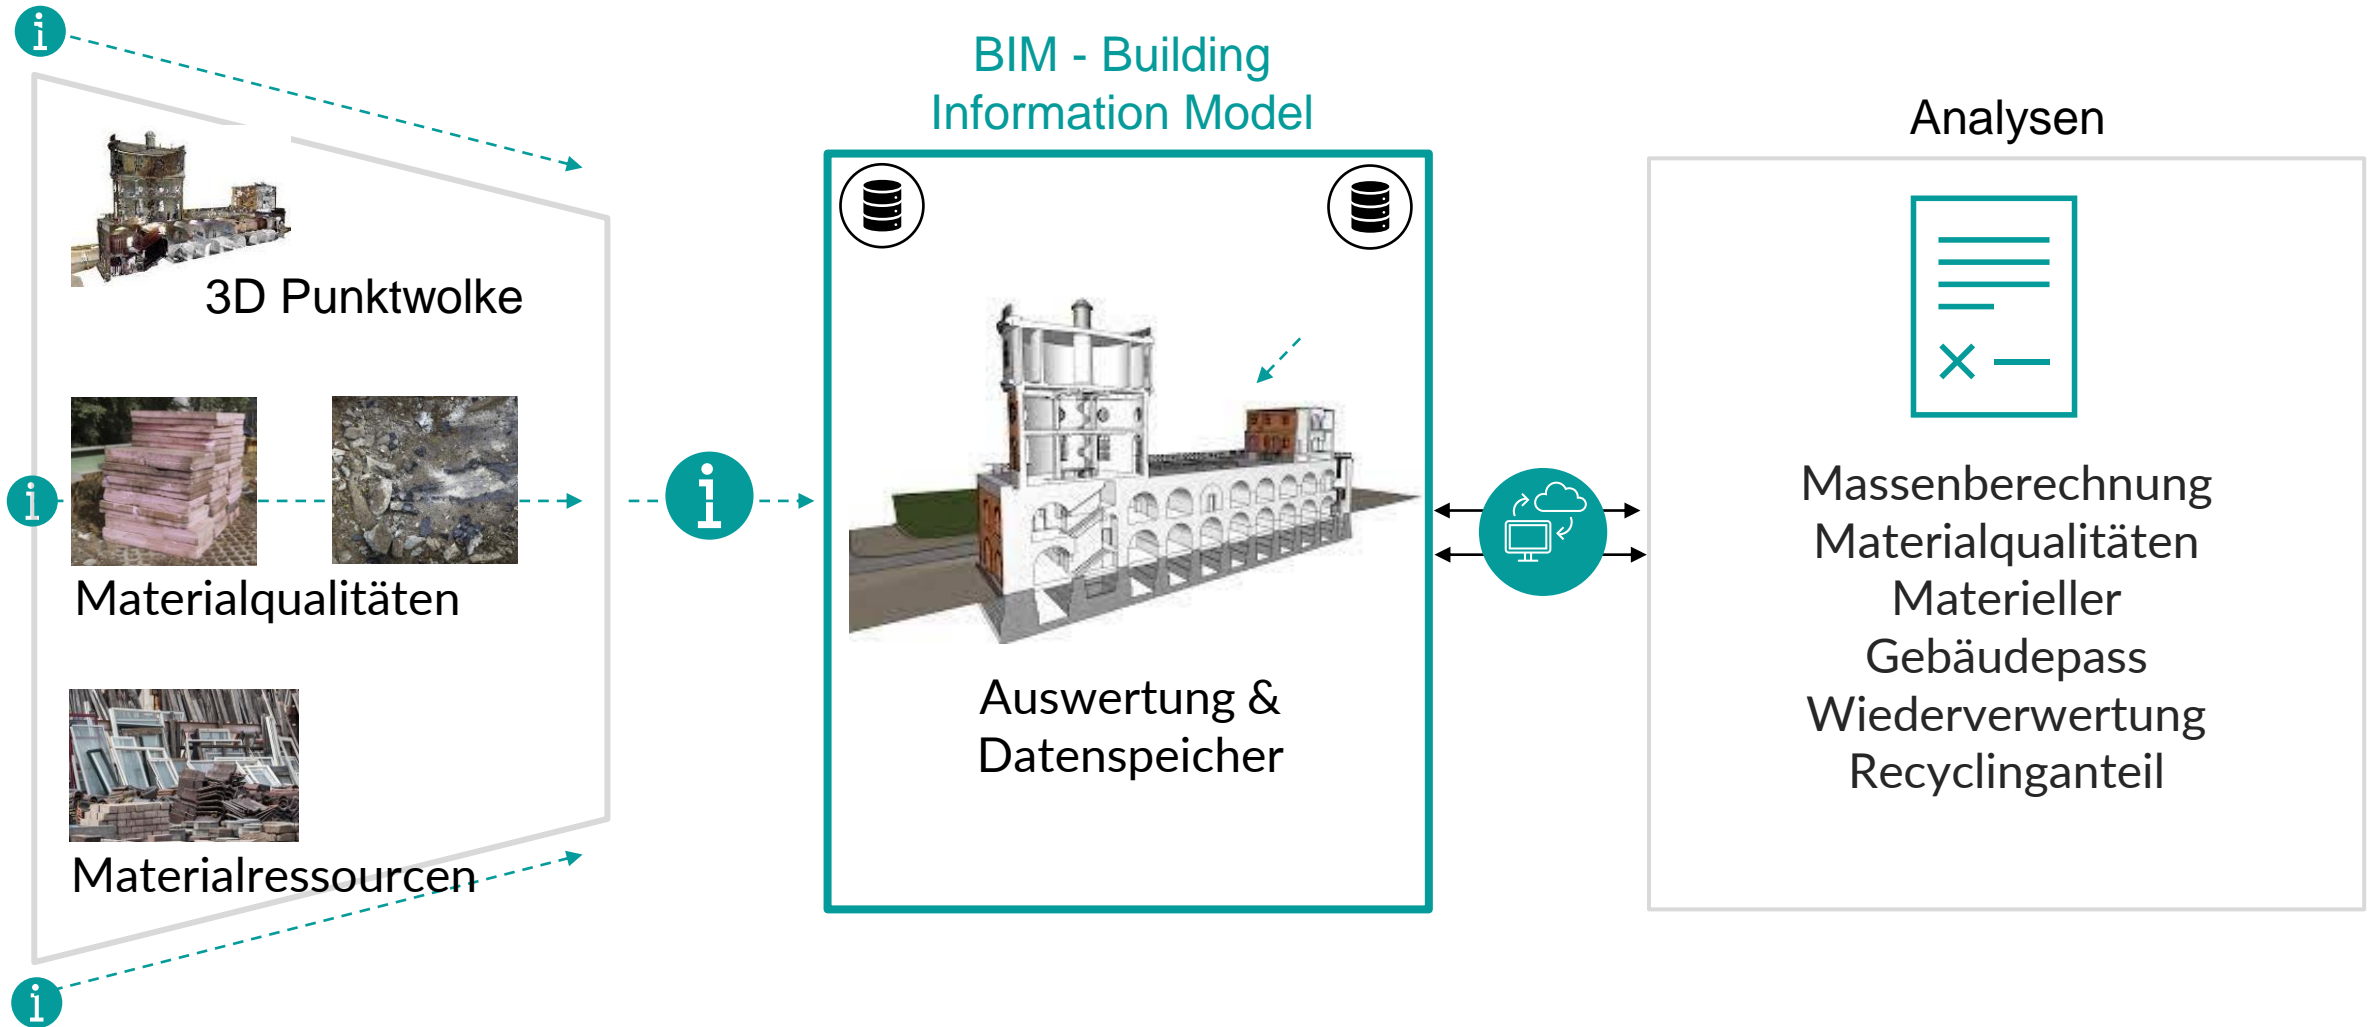 3D Punktwolke
Materialqualitäten
Materialressourcen
BIM - Building
Information Model
Auswertung &
Datenspeicher
Analysen
Massenberechnung
Materialqualitäten
Materieller
Gebäudepass
Wiederverwertung
Recyclinganteil